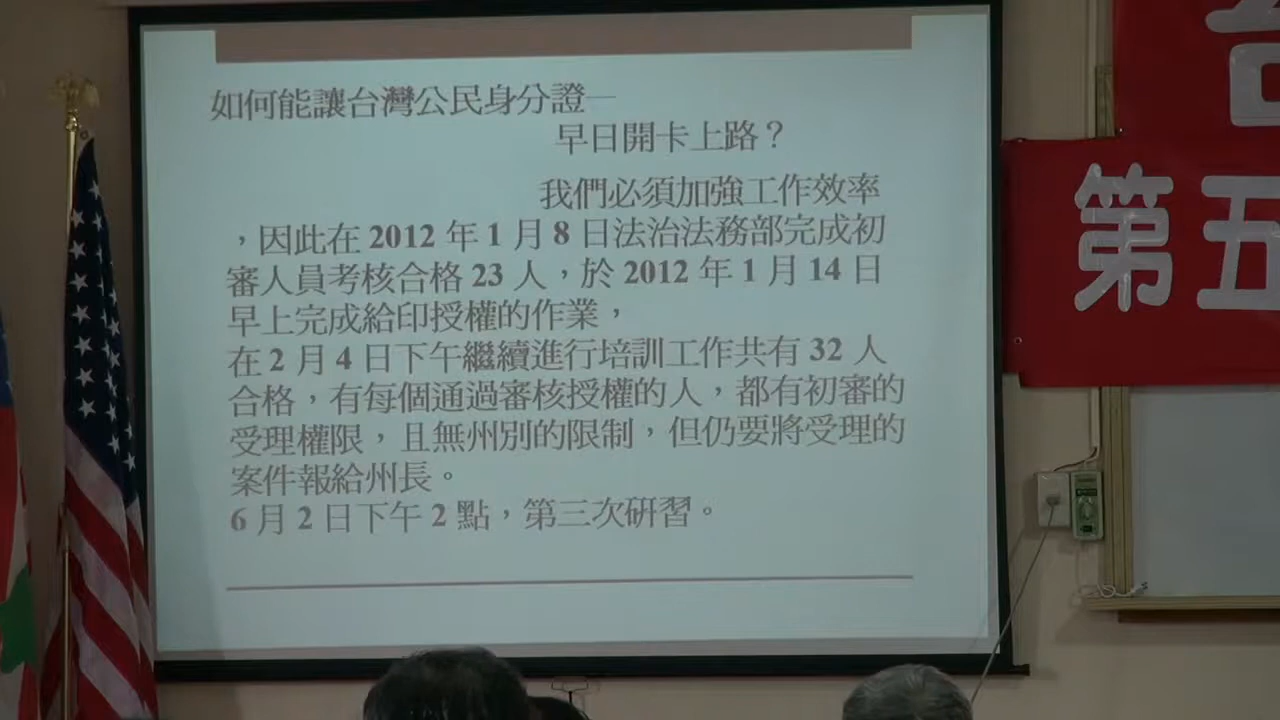 如何能讓台灣公民身分證—
早日開卡上路？
我們必須加強工作效率
，因此在 2012 年 1 月 8 日法治法務部完成初
審人員考核合格 23 人，於 2012 年 1 月 14 日
早上完成給印授權的作業，
在 2 月 4 日下午繼續進行培訓工作共有 32 人
合格，有每個通過審核授權的人，都有初審的
受理權限，且無州別的限制，但仍要將受理的
案件報給州長。
6 月 2 日下午 2 點，第三次研習。
第五